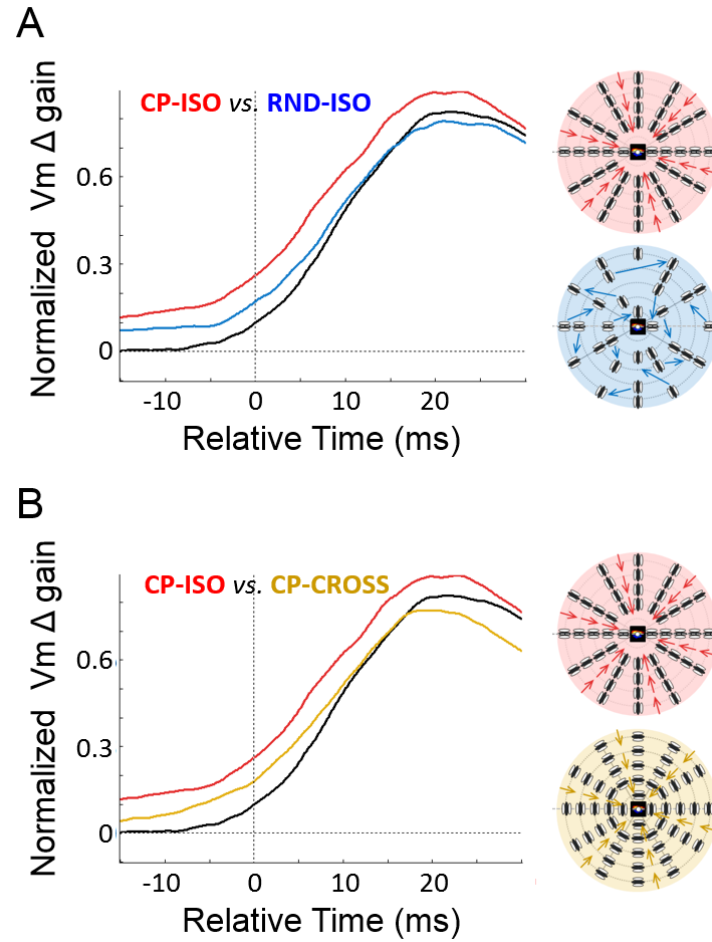 A
CP-ISO vs. RND-ISO
Normalized Vm Δ gain
0.6
0.3
0
-10 0 10 20
Relative Time (ms)
B
CP-ISO vs. CP-CROSS
Normalized Vm Δ gain
0.6
0.3
0
-10 0 10 20
Relative Time (ms)